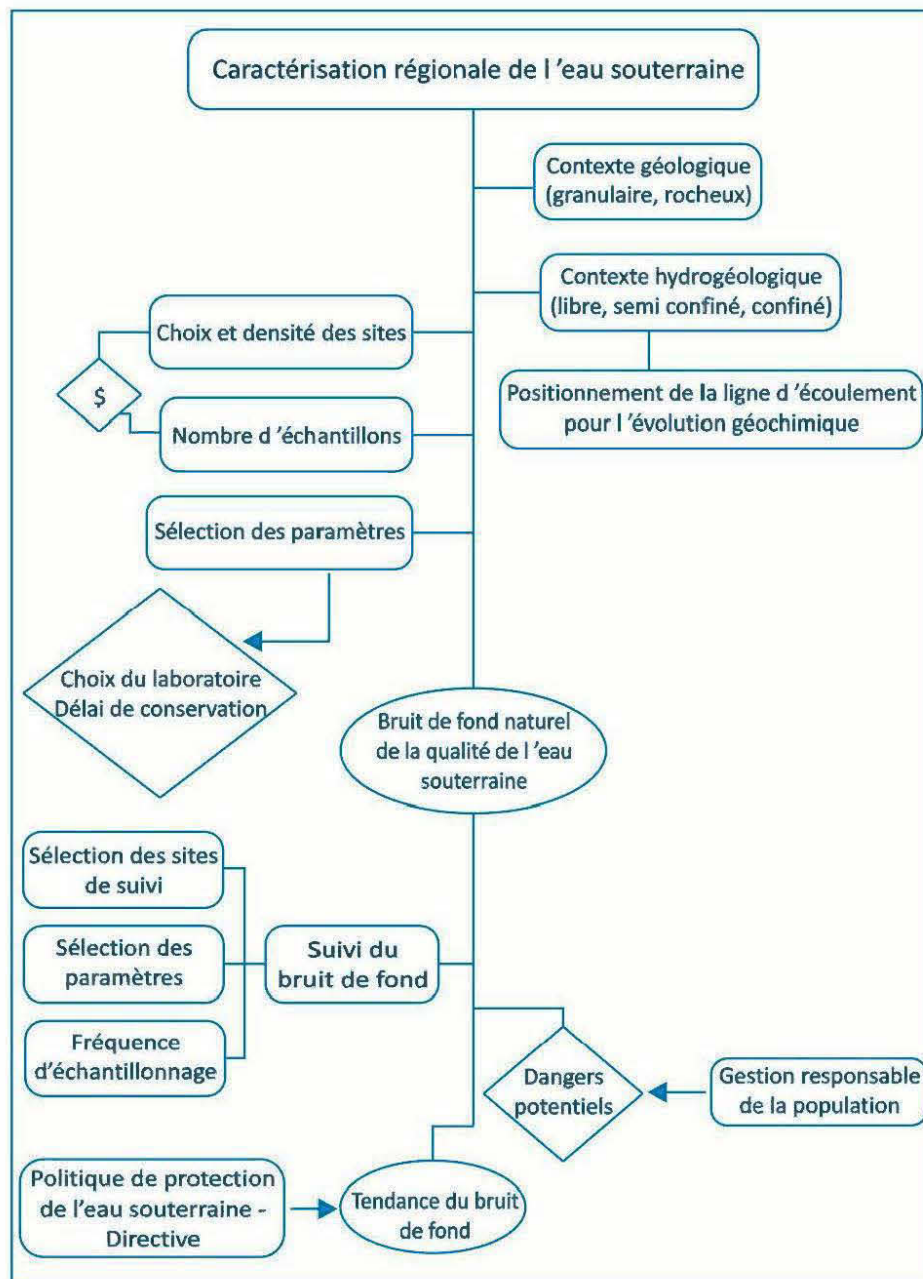 Caractérisation régionale de l 'eau souterraine
Contexte géologique
(granulaire, rocheux)
Contexte hydrogéologique
(libre, semi confiné, confiné)
Choix et densité des sites
$
Positionnement de la ligne d 'écoulement
pour l 'évolution géochimique
Nombre d 'échantillons
Sélection des paramètres
Choix du laboratoire
Délai de conservation
Bruit de fond naturel
de la qualité de l 'eau
souterraine
Sélection des sites
de suivi
Sélection des
paramètres
Fréquence
d'échantillonnage
Suivi du
bruit de fond
Dangers
potentiels
Gestion responsable
de la population
Politique de protection
de l'eau souterraine -
Directive
Tendance du bruit
de fond